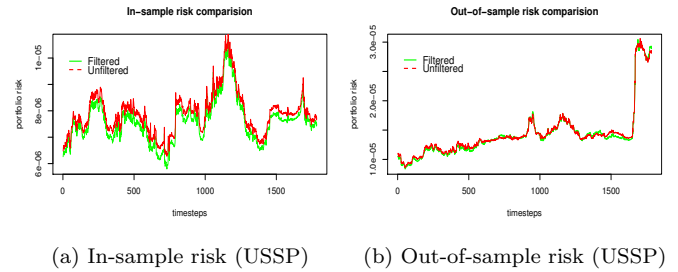 In-sample risk comparision
portfolio risk
6e-06
8e-06
1e-05
Filtered
Unfiltered
0
500
1000
1500
timesteps
(a) In-sample risk (USSP)
Out-of-sample risk comparision
portfolio risk
1.0e-05
2.0e-05
3.0e-05
Filtered
Unfiltered
0
500
1000
1500
timesteps
(b) Out-of-sample risk (USSP)